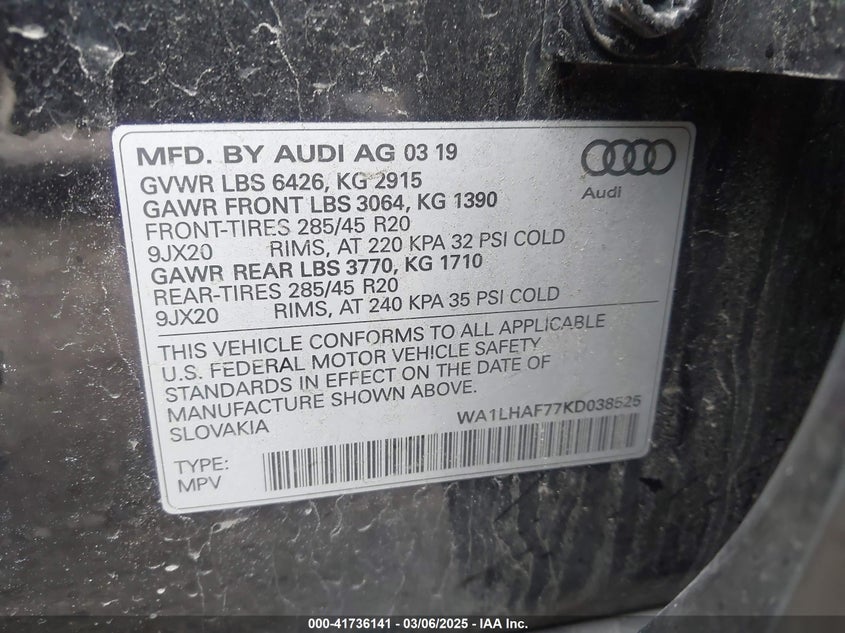 MFD. BY AUDI AG 03 19
GVWR LBS 6426, KG 2915
GAWR FRONT LBS 3064, KG 1390
FRONT-TIRES 285/45 R20
9JX20 RIMS, AT 220 KPA 32 PSI COLD
GAWR REAR LBS 3770, KG 1710
REAR-TIRES 285/45 R20
9JX20 RIMS, AT 240 KPA 35 PSI COLD
Audi
THIS VEHICLE CONFORMS TO ALL APPLICABLE
U.S. FEDERAL MOTOR VEHICLE SAFETY
STANDARDS IN EFFECT ON THE DATE OF
MANUFACTURE SHOWN ABOVE.
SLOVAKIA
WA1LHAF77KD038525
TYPE:
MPV
000-41736141 - 03/06/2025 - IAA Inc.